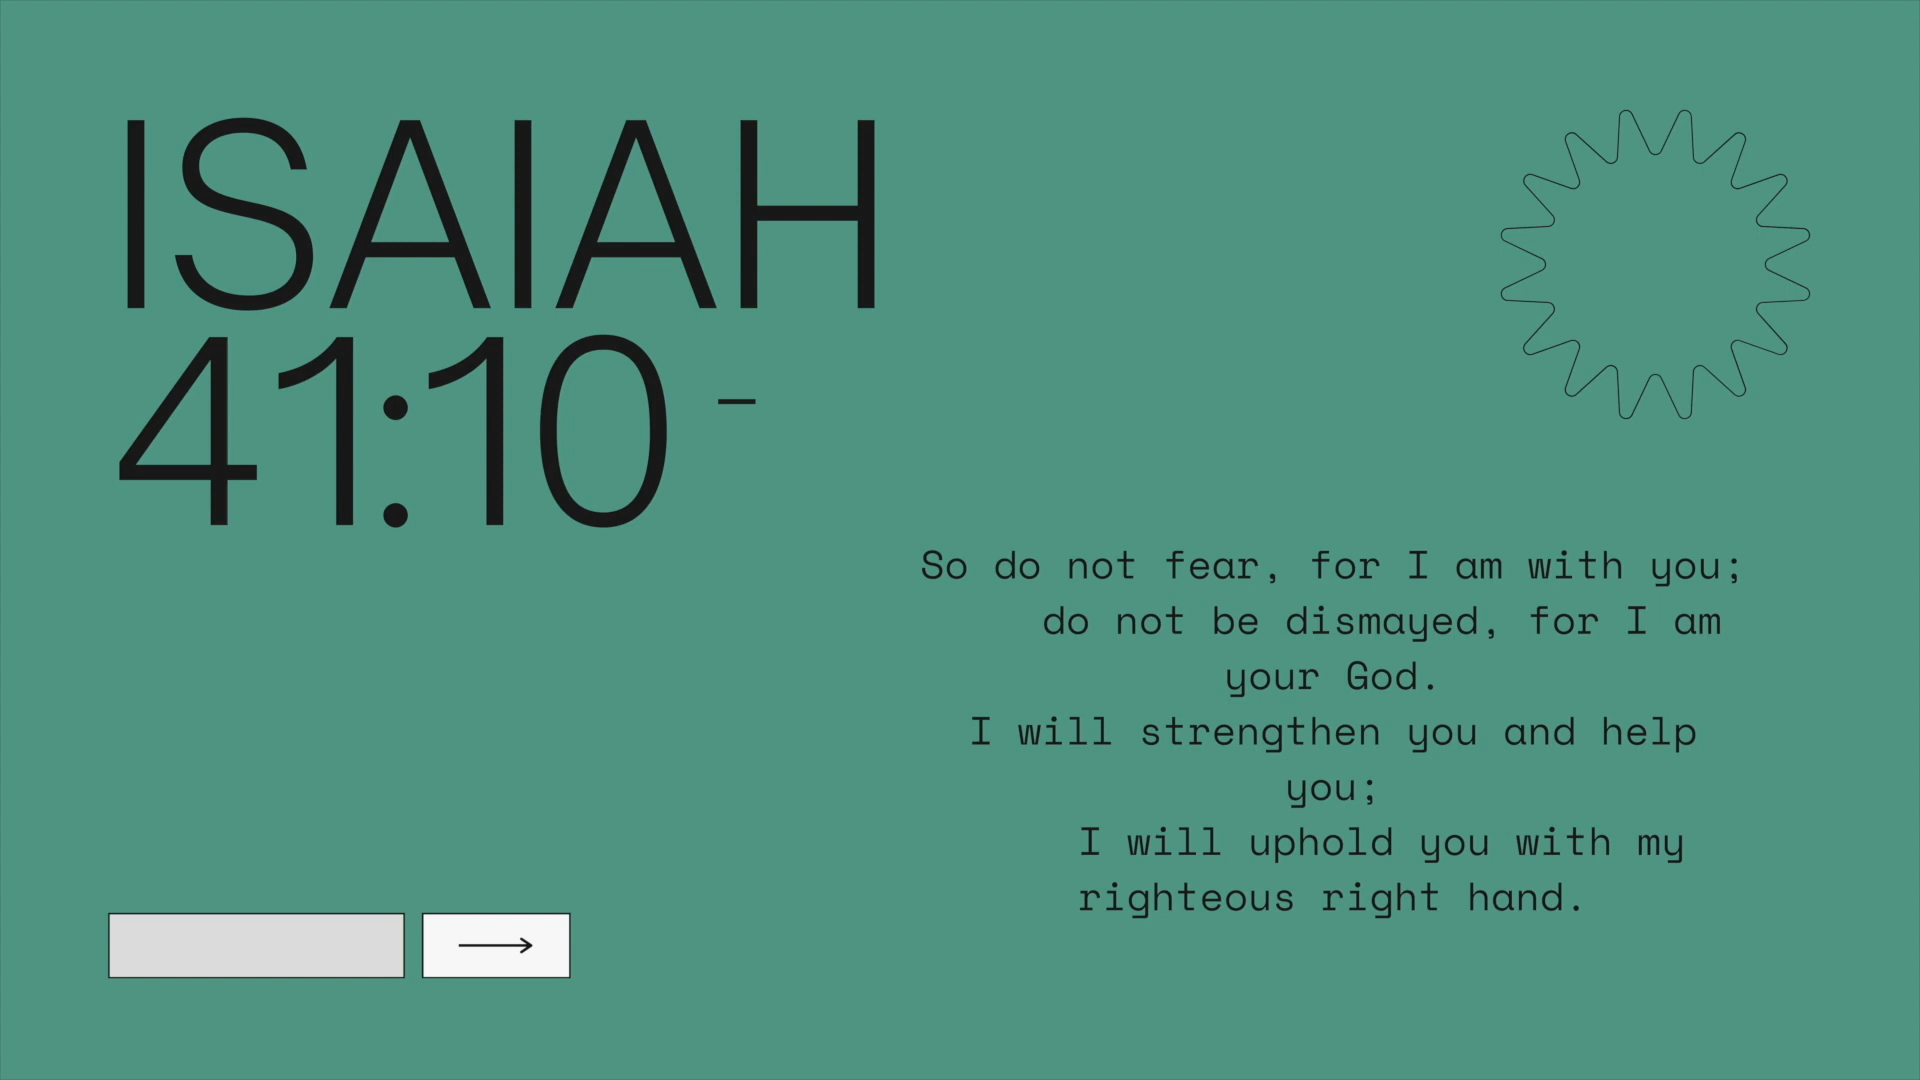 ISAIAH
41:10 –
So do not fear, for I am with you;
do not be dismayed, for I am
your God.
I will strengthen you and help
you;
I will uphold you with my
righteous right hand.